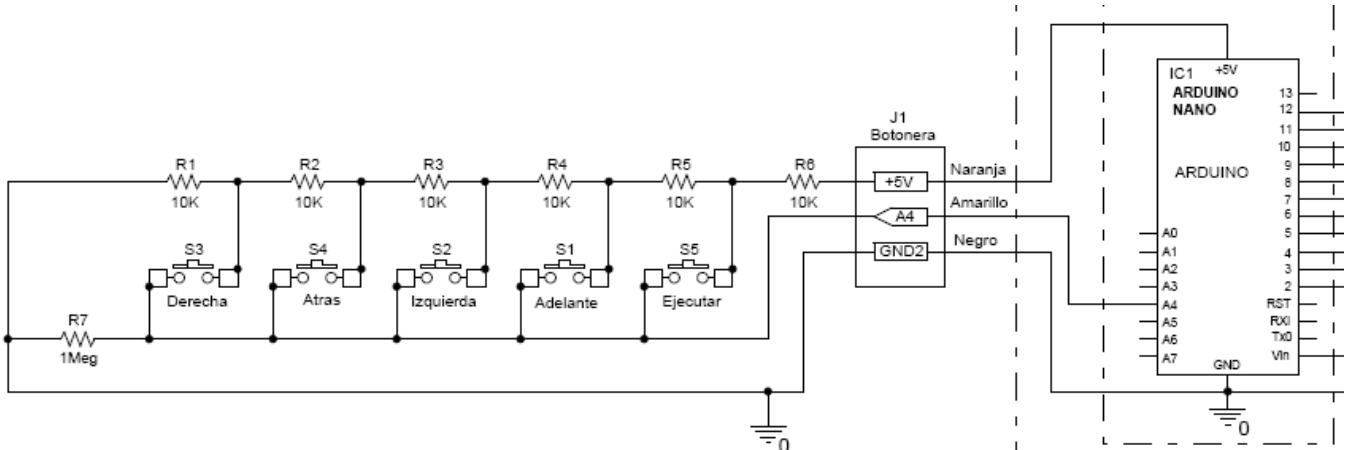 R1
10K
R2
10K
R3
10K
R4
10K
R5
10K
R6
10K
S3
Derecha
S4
Atras
S2
Izquierda
S1
Adelante
S5
Ejecutar
R7
1Meg
0
J1
Botonera
+5V
A4
GND2
Naranja
Amarillo
Negro
IC1
+5V
ARDUINO
NANO
ARDUINO
A0
A1
A2
A3
A4
A5
A6
A7
13
12
11
10
9
8
7
6
5
4
3
2
RST
RXI
Tx0
Vin
GND
0